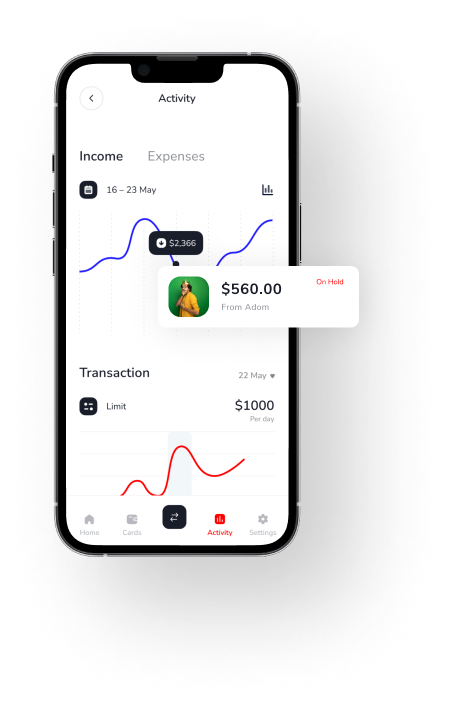 Activity
Income Expenses
16 – 23 May
$2,366
$560.00
On Hold
From Adom
Transaction
22 May
Limit
$1000
Per day
Home Cards Activity Settings